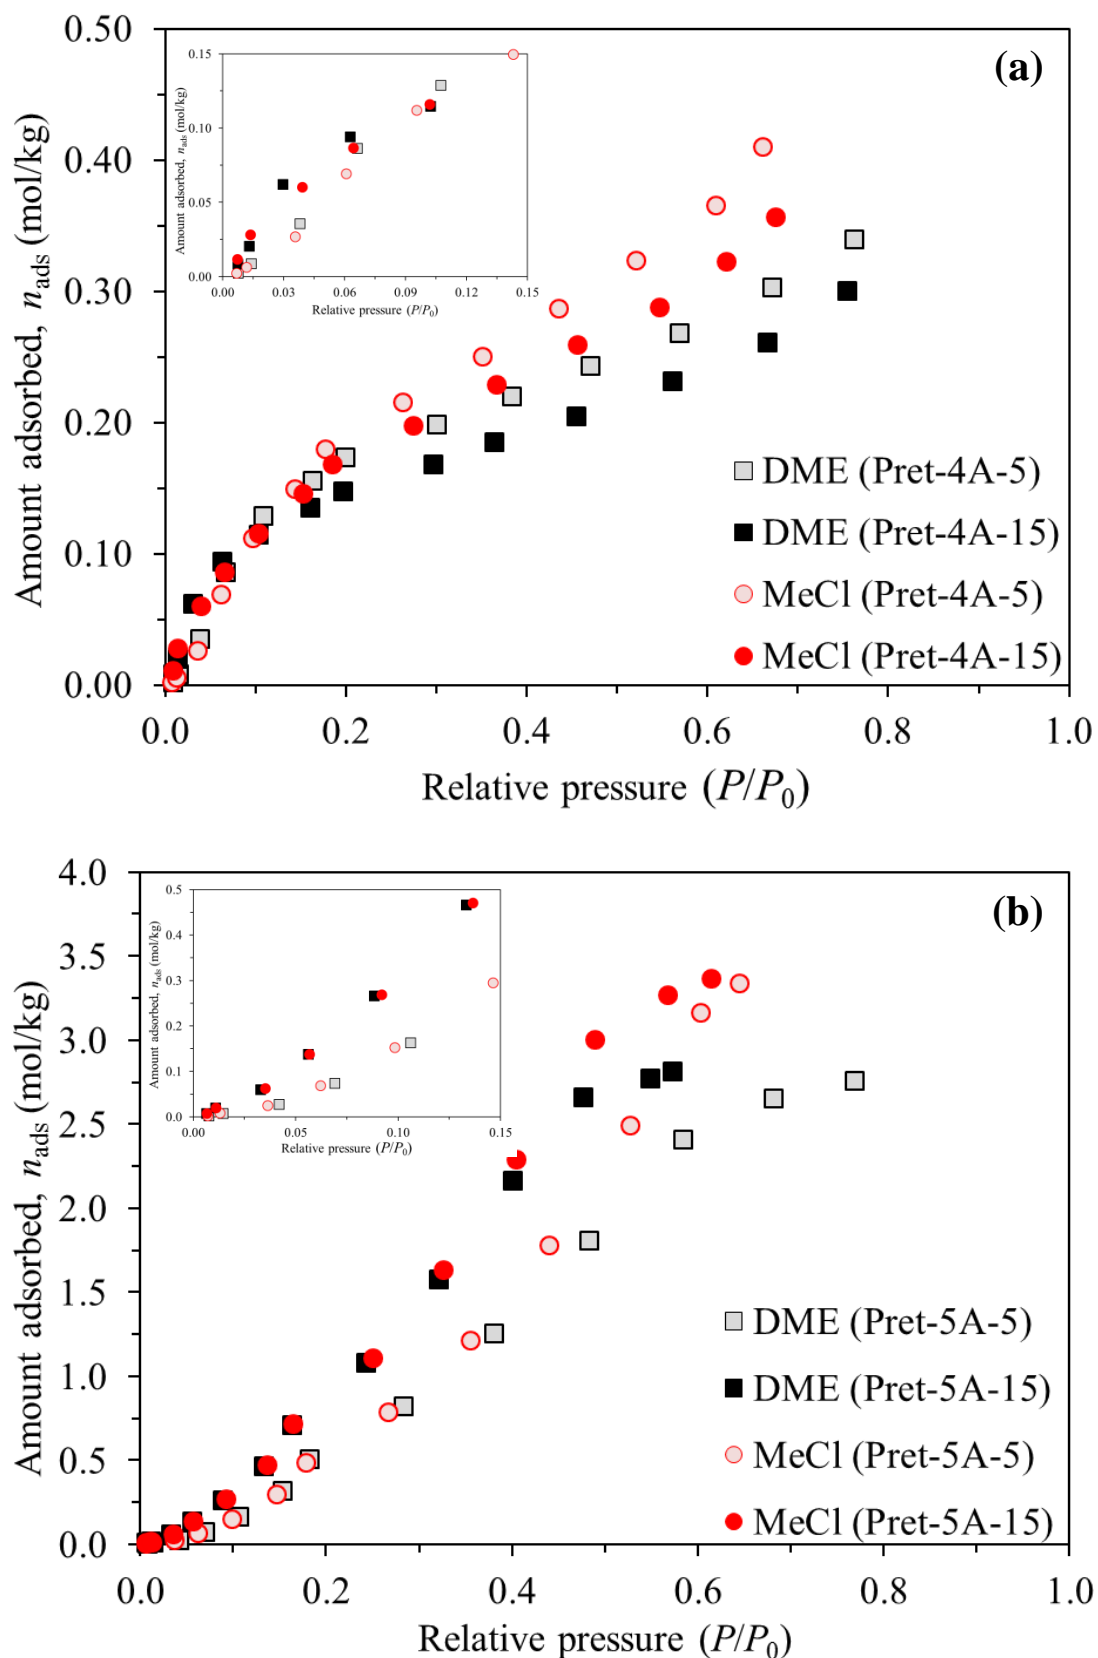 (a)
0.50
0.40
0.30
0.20
0.10
0.00
0.0
0.2
0.4
0.6
0.8
1.0
Amount adsorbed, nads (mol/kg)
Relative pressure (P/P0)
0.15
0.10
0.05
0.00
0.00
0.03
0.06
0.09
0.12
0.15
Amount adsorbed, nads (mol/kg)
Relative pressure (P/P0)
DME (Pret-4A-5)
DME (Pret-4A-15)
MeCl (Pret-4A-5)
MeCl (Pret-4A-15)
(b)
4.0
3.5
3.0
2.5
2.0
1.5
1.0
0.5
0.0
0.0
0.2
0.4
0.6
0.8
1.0
Amount adsorbed, nads (mol/kg)
Relative pressure (P/P0)
0.5
0.4
0.3
0.2
0.1
0.0
0.05
0.10
0.15
Amount adsorbed, nads (mol/kg)
Relative pressure (P/P0)
DME (Pret-5A-5)
DME (Pret-5A-15)
MeCl (Pret-5A-5)
MeCl (Pret-5A-15)